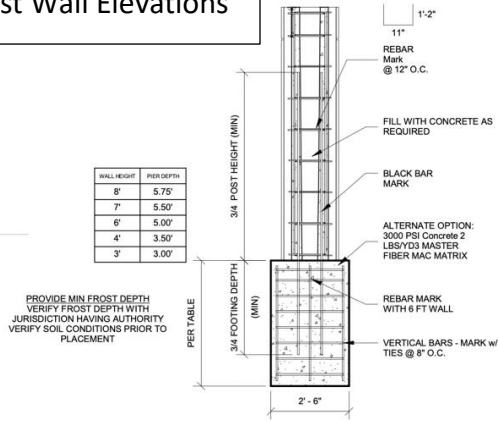 st Wall Elevations
1'-2"
11"
REBAR
Mark
@ 12" O.C.
FILL WITH CONCRETE AS
REQUIRED
3/4 POST HEIGHT (MIN)
BLACK BAR
MARK
WALL HEIGHT PIER DEPTH
8' 5.75'
7' 5.50'
6' 5.00'
4' 3.50'
3' 3.00'
ALTERNATE OPTION:
3000 PSI Concrete 2
LBS/YD3 MASTER
FIBER MAC MATRIX
PROVIDE MIN FROST DEPTH
VERIFY FROST DEPTH WITH
JURISDICTION HAVING AUTHORITY
VERIFY SOIL CONDITIONS PRIOR TO
PLACEMENT
PER TABLE
3/4 FOOTING DEPTH
(MIN)
REBAR MARK
WITH 6 FT WALL
VERTICAL BARS - MARK w/
TIES @ 8" O.C.
2' - 6"